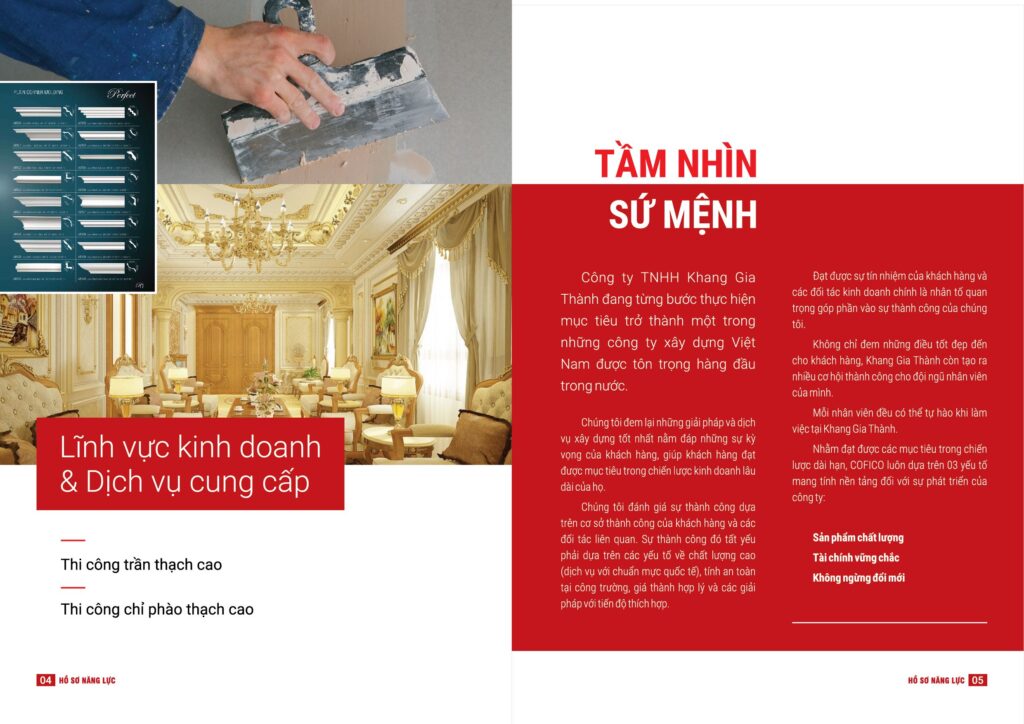 PLAIN CORNER MOLDING
Perfect
Lĩnh vực kinh doanh
& Dịch vụ cung cấp
Thi công trần thạch cao
Thi công chỉ phào thạch cao
04 HỒ SƠ NĂNG LỰC
TẦM NHÌN
SỨ MỆNH
Công ty TNHH Khang Gia
Thành đang từng bước thực hiện
mục tiêu trở thành một trong
những công ty xây dựng Việt
Nam được tôn trọng hàng đầu
trong nước.
Chúng tôi đem lại những giải pháp và dịch
vụ xây dựng tốt nhất nằm đáp những sự kỳ
vọng của khách hàng, giúp khách hàng đạt
được mục tiêu trong chiến lược kinh doanh lâu
dài của họ.
Chúng tôi đánh giá sự thành công dựa
trên cơ sở thành công của khách hàng và các
đối tác liên quan. Sự thành công đó tất yếu
phải dựa trên các yếu tố về chất lượng cao
(dịch vụ với chuẩn mực quốc tế), tính an toàn
tại công trường, giá thành hợp lý và các giải
pháp với tiến độ thích hợp.
Đạt được sự tín nhiệm của khách hàng và
các đối tác kinh doanh chính là nhân tố quan
trọng góp phần vào sự thành công của chúng
tôi.
Không chỉ đem những điều tốt đẹp đến
cho khách hàng, Khang Gia Thành còn tạo ra
nhiều cơ hội thành công cho đội ngũ nhân viên
của mình.
Mỗi nhân viên đều có thể tự hào khi làm
việc tại Khang Gia Thành.
Nhằm đạt được các mục tiêu trong chiến
lược dài hạn, COFICO luôn dựa trên 03 yếu tố
mang tính nền tảng đối với sự phát triển của
công ty:
Sản phẩm chất lượng
Tài chính vững chắc
Không ngừng đổi mới
HỒ SƠ NĂNG LỰC 05